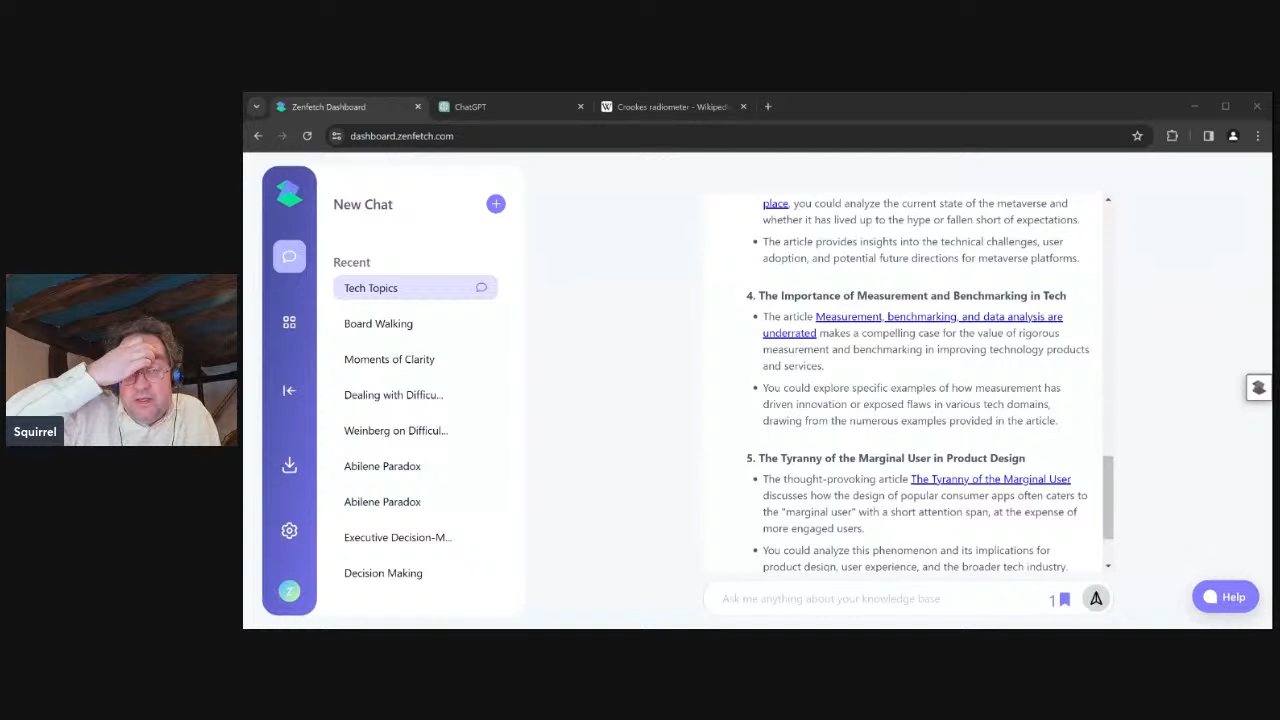 Zenfetch Dashboard
ChatGPT
Crookes radiometer - Wikiped
dashboard.zenfetch.com
New Chat
Recent
Tech Topics
Board Walking
Moments of Clarity
Dealing with Difficu...
Weinberg on Difficul...
Abilene Paradox
Abilene Paradox
Executive Decision-M...
Decision Making
place, you could analyze the current state of the metaverse and
whether it has lived up to the hype or fallen short of expectations.
• The article provides insights into the technical challenges, user
adoption, and potential future directions for metaverse platforms.
4. The Importance of Measurement and Benchmarking in Tech
• The article Measurement, benchmarking, and data analysis are
underrated makes a compelling case for the value of rigorous
measurement and benchmarking in improving technology products
and services.
• You could explore specific examples of how measurement has
driven innovation or exposed flaws in various tech domains,
drawing from the numerous examples provided in the article.
5. The Tyranny of the Marginal User in Product Design
• The thought-provoking article The Tyranny of the Marginal User
discusses how the design of popular consumer apps often caters to
the "marginal user" with a short attention span, at the expense of
more engaged users.
• You could analyze this phenomenon and its implications for
product design, user experience, and the broader tech industry.
Ask me anything about your knowledge base
1
Help
Squirrel